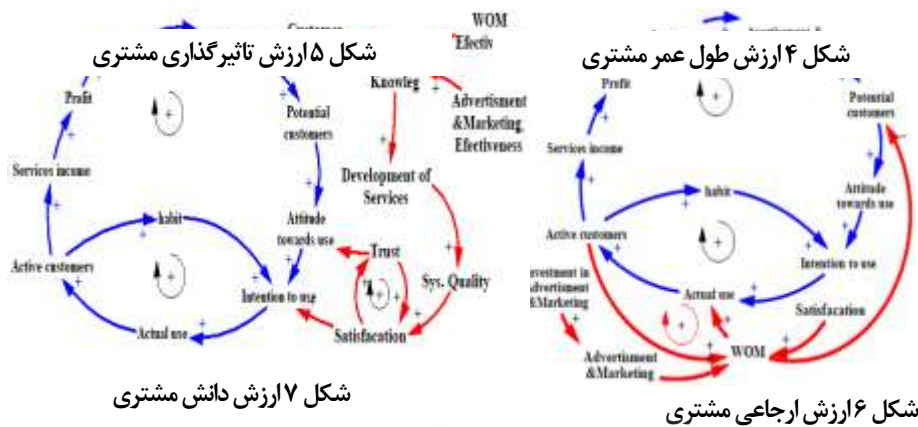 WOM
Efectiv
شکل ۵ ارزش تاثیرگذاری مشتری
Knowleg
Profit
Advertisment
&Marketing
Efectiveness
Potential
customers
Services income
Development of
Services
habit
Attitude
towards use
Trust
Active customers
Sys. Quality
Intention to use
Actual use
Satisfacation
شکل ۷ ارزش دانش مشتری
شکل ۴ ارزش طول عمر مشتری
Profit
Potential
customers
Services income
habit
Attitude
towards use
Active customers
Intention to use
Actual use
Satisfacation
WOM
Advertisment
&Marketing
شکل ۶ ارزش ارجاعی مشتری